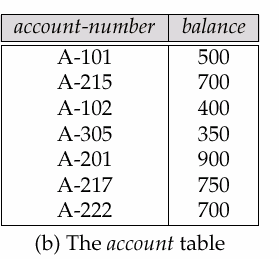 account-number balance
A-101 500
A-215 700
A-102 400
A-305 350
A-201 900
A-217 750
A-222 700
(b) The account table